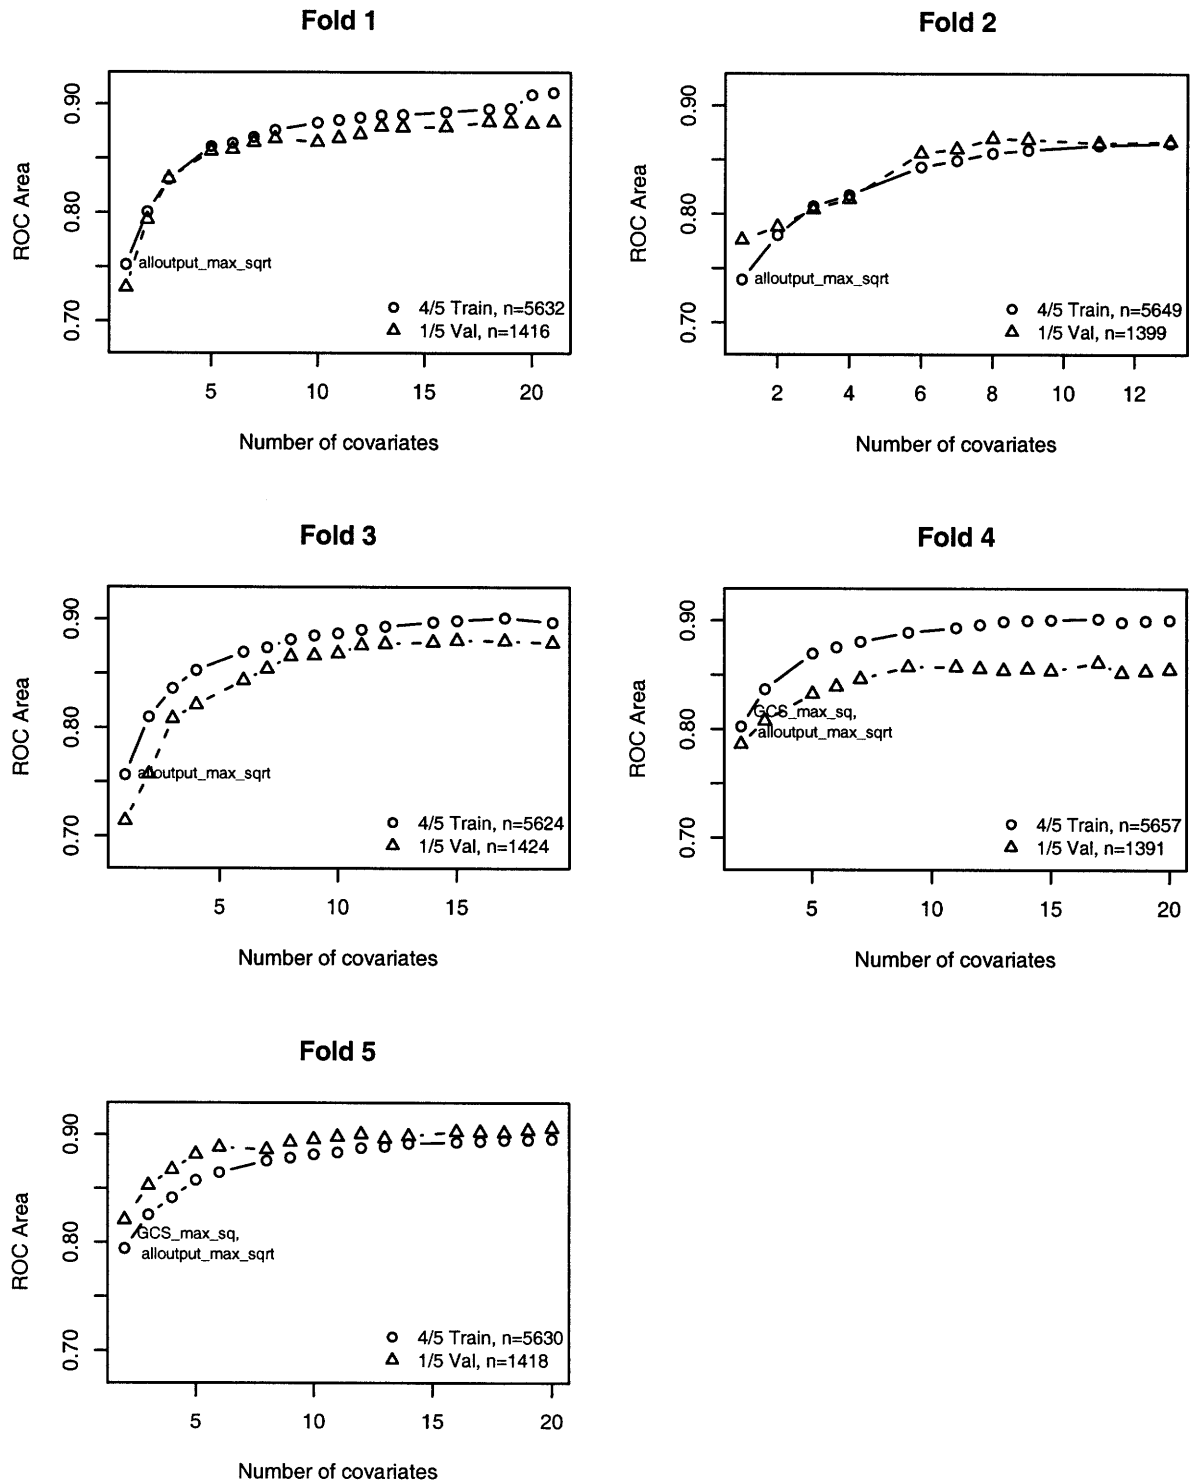 Fold 1
ROC Area
0.90
0.80
0.70
alloutput_max_sqrt
4/5 Train, n=5632
1/5 Val, n=1416
5 10 15 20
Number of covariates
Fold 2
ROC Area
0.90
0.80
0.70
alloutput_max_sqrt
4/5 Train, n=5649
1/5 Val, n=1399
2 4 6 8 10 12
Number of covariates
Fold 3
ROC Area
0.90
0.80
0.70
alloutput_max_sqrt
4/5 Train, n=5624
1/5 Val, n=1424
5 10 15
Number of covariates
Fold 4
ROC Area
0.90
0.80
0.70
GCS_max_sq,
alloutput_max_sqrt
4/5 Train, n=5657
1/5 Val, n=1391
5 10 15 20
Number of covariates
Fold 5
ROC Area
0.90
0.80
0.70
GCS_max_sq,
alloutput_max_sqrt
4/5 Train, n=5630
1/5 Val, n=1418
5 10 15 20
Number of covariates